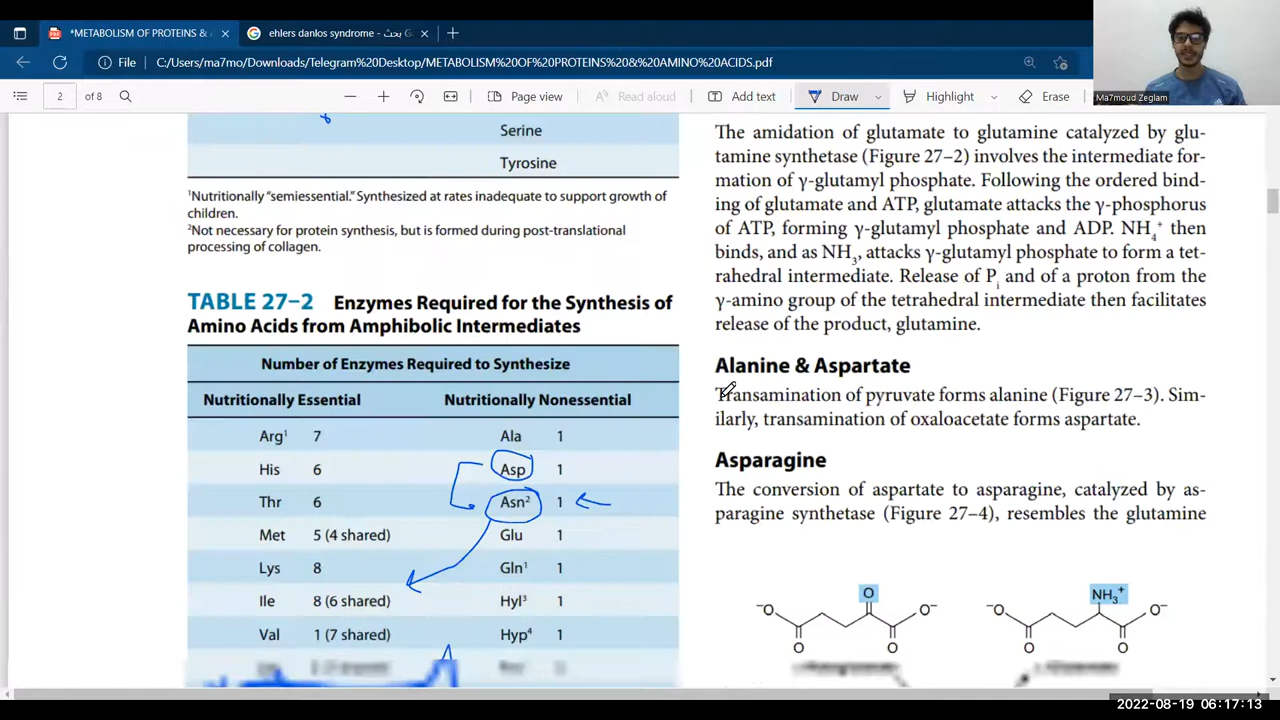 *METABOLISM OF PROTEINS &
ehlers danlos syndrome - بحث G
File
C:/Users/ma7mo/Downloads/Telegram%20Desktop/METABOLISM%20OF%20PROTEINS%20&%20AMINO%20ACIDS.pdf
2 of 8
Page view
Read aloud
Add text
Draw
Highlight
Erase
Ma7moud Zeglam
Serine
Tyrosine
¹Nutritionally “semiessential.” Synthesized at rates inadequate to support growth of
children.
²Not necessary for protein synthesis, but is formed during post-translational
processing of collagen.
TABLE 27–2 Enzymes Required for the Synthesis of
Amino Acids from Amphibolic Intermediates
Number of Enzymes Required to Synthesize
Nutritionally Essential Nutritionally Nonessential
Arg¹ 7 Ala 1
His 6 Asp 1
Thr 6 Asn² 1
Met 5 (4 shared) Glu 1
Lys 8 Gln¹ 1
Ile 8 (6 shared) Hyl³ 1
Val 1 (7 shared) Hyp⁴ 1
The amidation of glutamate to glutamine catalyzed by glu-
tamine synthetase (Figure 27–2) involves the intermediate for-
mation of γ-glutamyl phosphate. Following the ordered bind-
ing of glutamate and ATP, glutamate attacks the γ-phosphorus
of ATP, forming γ-glutamyl phosphate and ADP. NH₄⁺ then
binds, and as NH₃, attacks γ-glutamyl phosphate to form a tet-
rahedral intermediate. Release of Pᵢ and of a proton from the
γ-amino group of the tetrahedral intermediate then facilitates
release of the product, glutamine.
Alanine & Aspartate
Transamination of pyruvate forms alanine (Figure 27–3). Sim-
ilarly, transamination of oxaloacetate forms aspartate.
Asparagine
The conversion of aspartate to asparagine, catalyzed by as-
paragine synthetase (Figure 27–4), resembles the glutamine
O NH₃⁺
⁻O O⁻ ⁻O O⁻
O O O O
2022-08-19 06:17:13